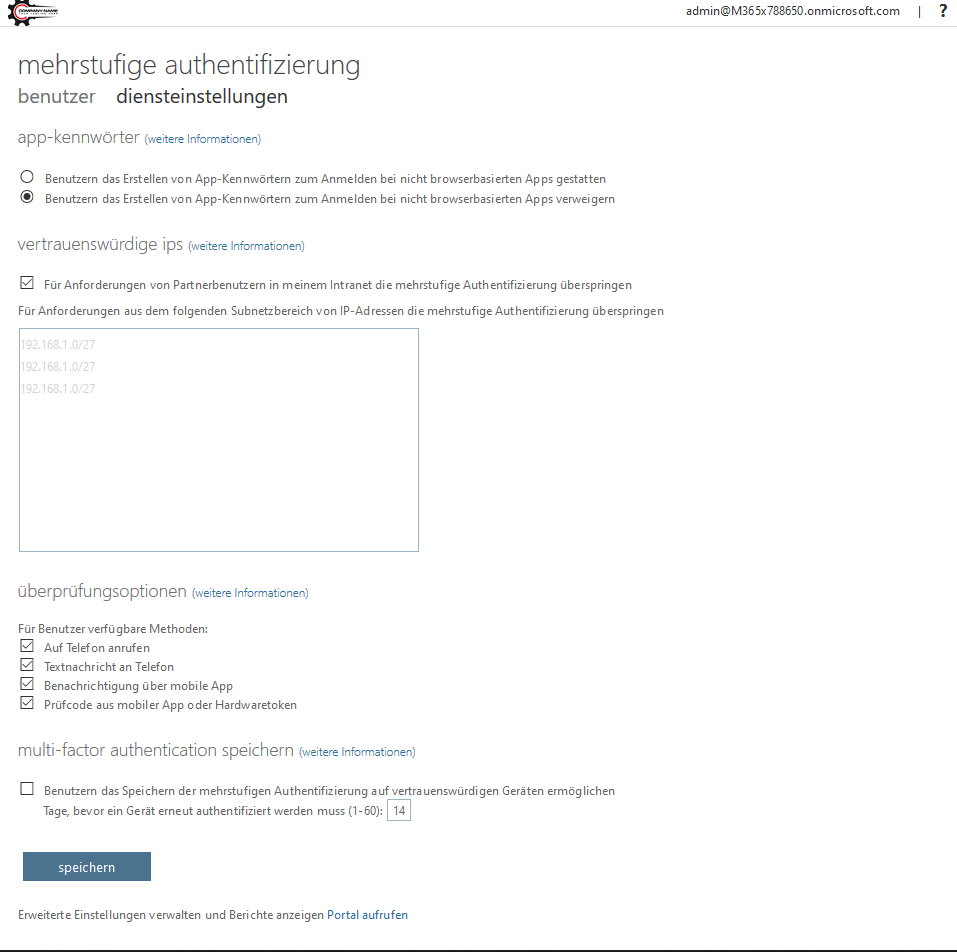 COMPANY NAME
admin@M365x788650.onmicrosoft.com | ?
mehrstufige authentifizierung
benutzer diensteinstellungen
app-kennwörter (weitere Informationen)
Benutzern das Erstellen von App-Kennwörtern zum Anmelden bei nicht browserbasierten Apps gestatten
Benutzern das Erstellen von App-Kennwörtern zum Anmelden bei nicht browserbasierten Apps verweigern
vertrauenswürdige ips (weitere Informationen)
Für Anforderungen von Partnerbenutzern in meinem Intranet die mehrstufige Authentifizierung überspringen
Für Anforderungen aus dem folgenden Subnetzbereich von IP-Adressen die mehrstufige Authentifizierung überspringen
192.168.1.0/27
192.168.1.0/27
192.168.1.0/27
überprüfungsoptionen (weitere Informationen)
Für Benutzer verfügbare Methoden:
Auf Telefon anrufen
Textnachricht an Telefon
Benachrichtigung über mobile App
Prüfcode aus mobiler App oder Hardwaretoken
multi-factor authentication speichern (weitere Informationen)
Benutzern das Speichern der mehrstufigen Authentifizierung auf vertrauenswürdigen Geräten ermöglichen
Tage, bevor ein Gerät erneut authentifiziert werden muss (1-60): 14
speichern
Erweiterte Einstellungen verwalten und Berichte anzeigen Portal aufrufen